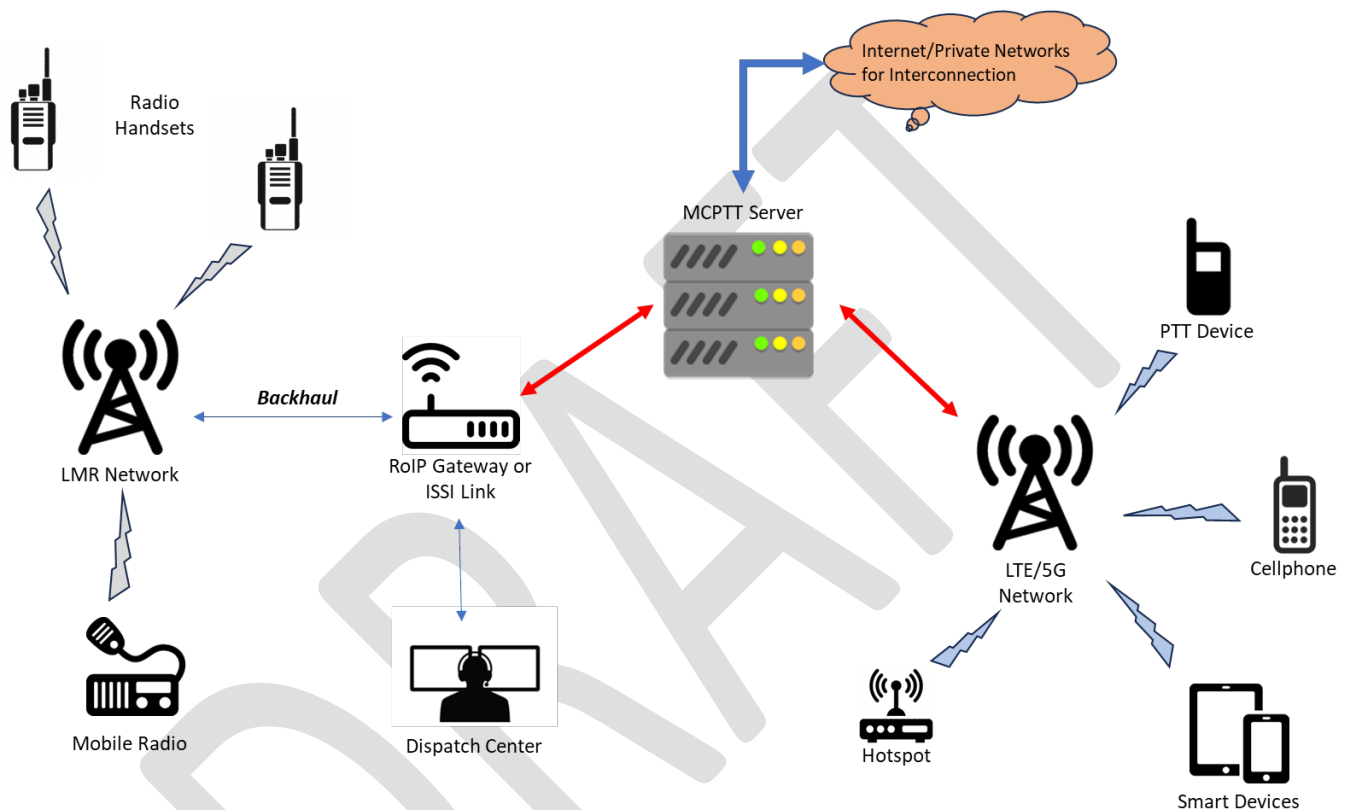 Internet/Private Networks
for Interconnection
Radio
Handsets
MCPTT Server
PTT Device
Backhaul
LMR Network
RoIP Gateway or
ISSI Link
LTE/5G
Network
Cellphone
Mobile Radio
Dispatch Center
Hotspot
Smart Devices
DRAFT